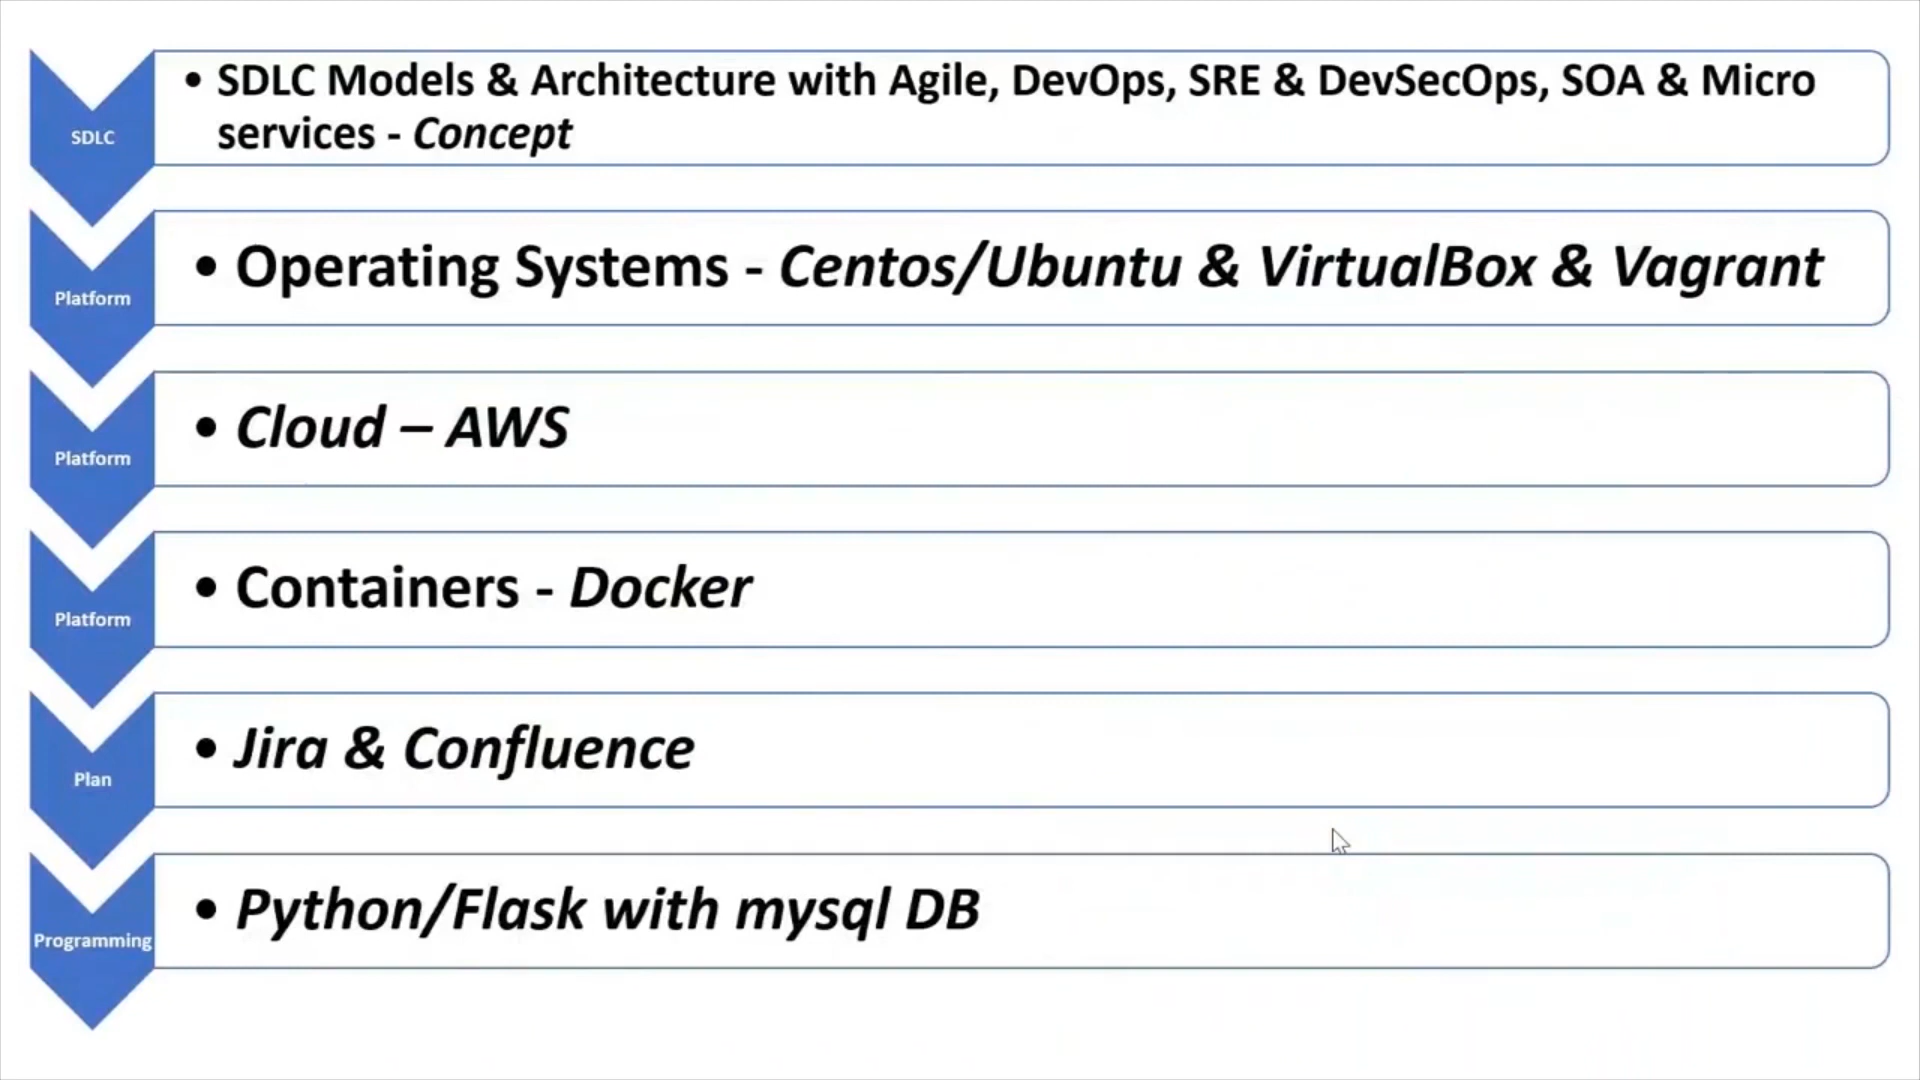 SDLC
• SDLC Models & Architecture with Agile, DevOps, SRE & DevSecOps, SOA & Micro
services - Concept
Platform
• Operating Systems - Centos/Ubuntu & VirtualBox & Vagrant
Platform
• Cloud – AWS
Platform
• Containers - Docker
Plan
• Jira & Confluence
Programming
• Python/Flask with mysql DB